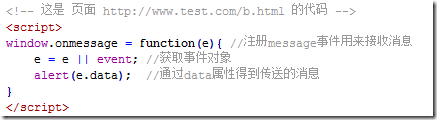 <!-- 这是 页面 http://www.test.com/b.html 的代码 -->
<script>
window.onmessage = function(e){ //注册message事件用来接收消息
    e = e || event; //获取事件对象
    alert(e.data);  //通过data属性得到传送的消息
}
</script>